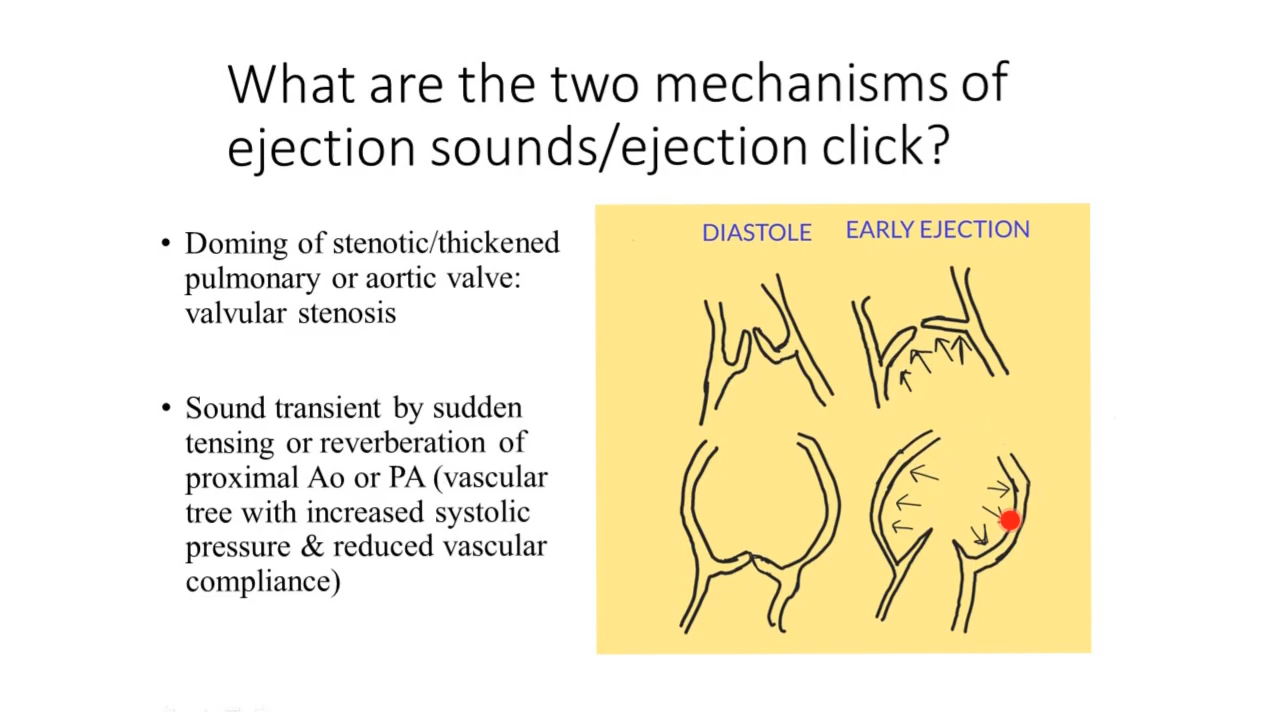 What are the two mechanisms of
ejection sounds/ejection click?
• Doming of stenotic/thickened
pulmonary or aortic valve:
valvular stenosis
• Sound transient by sudden
tensing or reverberation of
proximal Ao or PA (vascular
tree with increased systolic
pressure & reduced vascular
compliance)
DIASTOLE
EARLY EJECTION